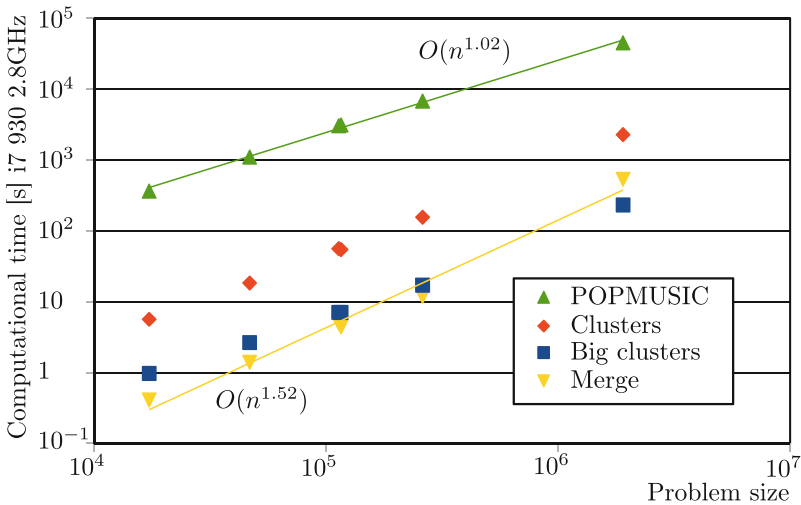 Computational time [s] i7 930 2.8GHz
10^5
10^4
10^3
10^2
10
1
10^−1
O(n^1.02)
O(n^1.52)
POPMUSIC
Clusters
Big clusters
Merge
10^4
10^5
10^6
10^7
Problem size